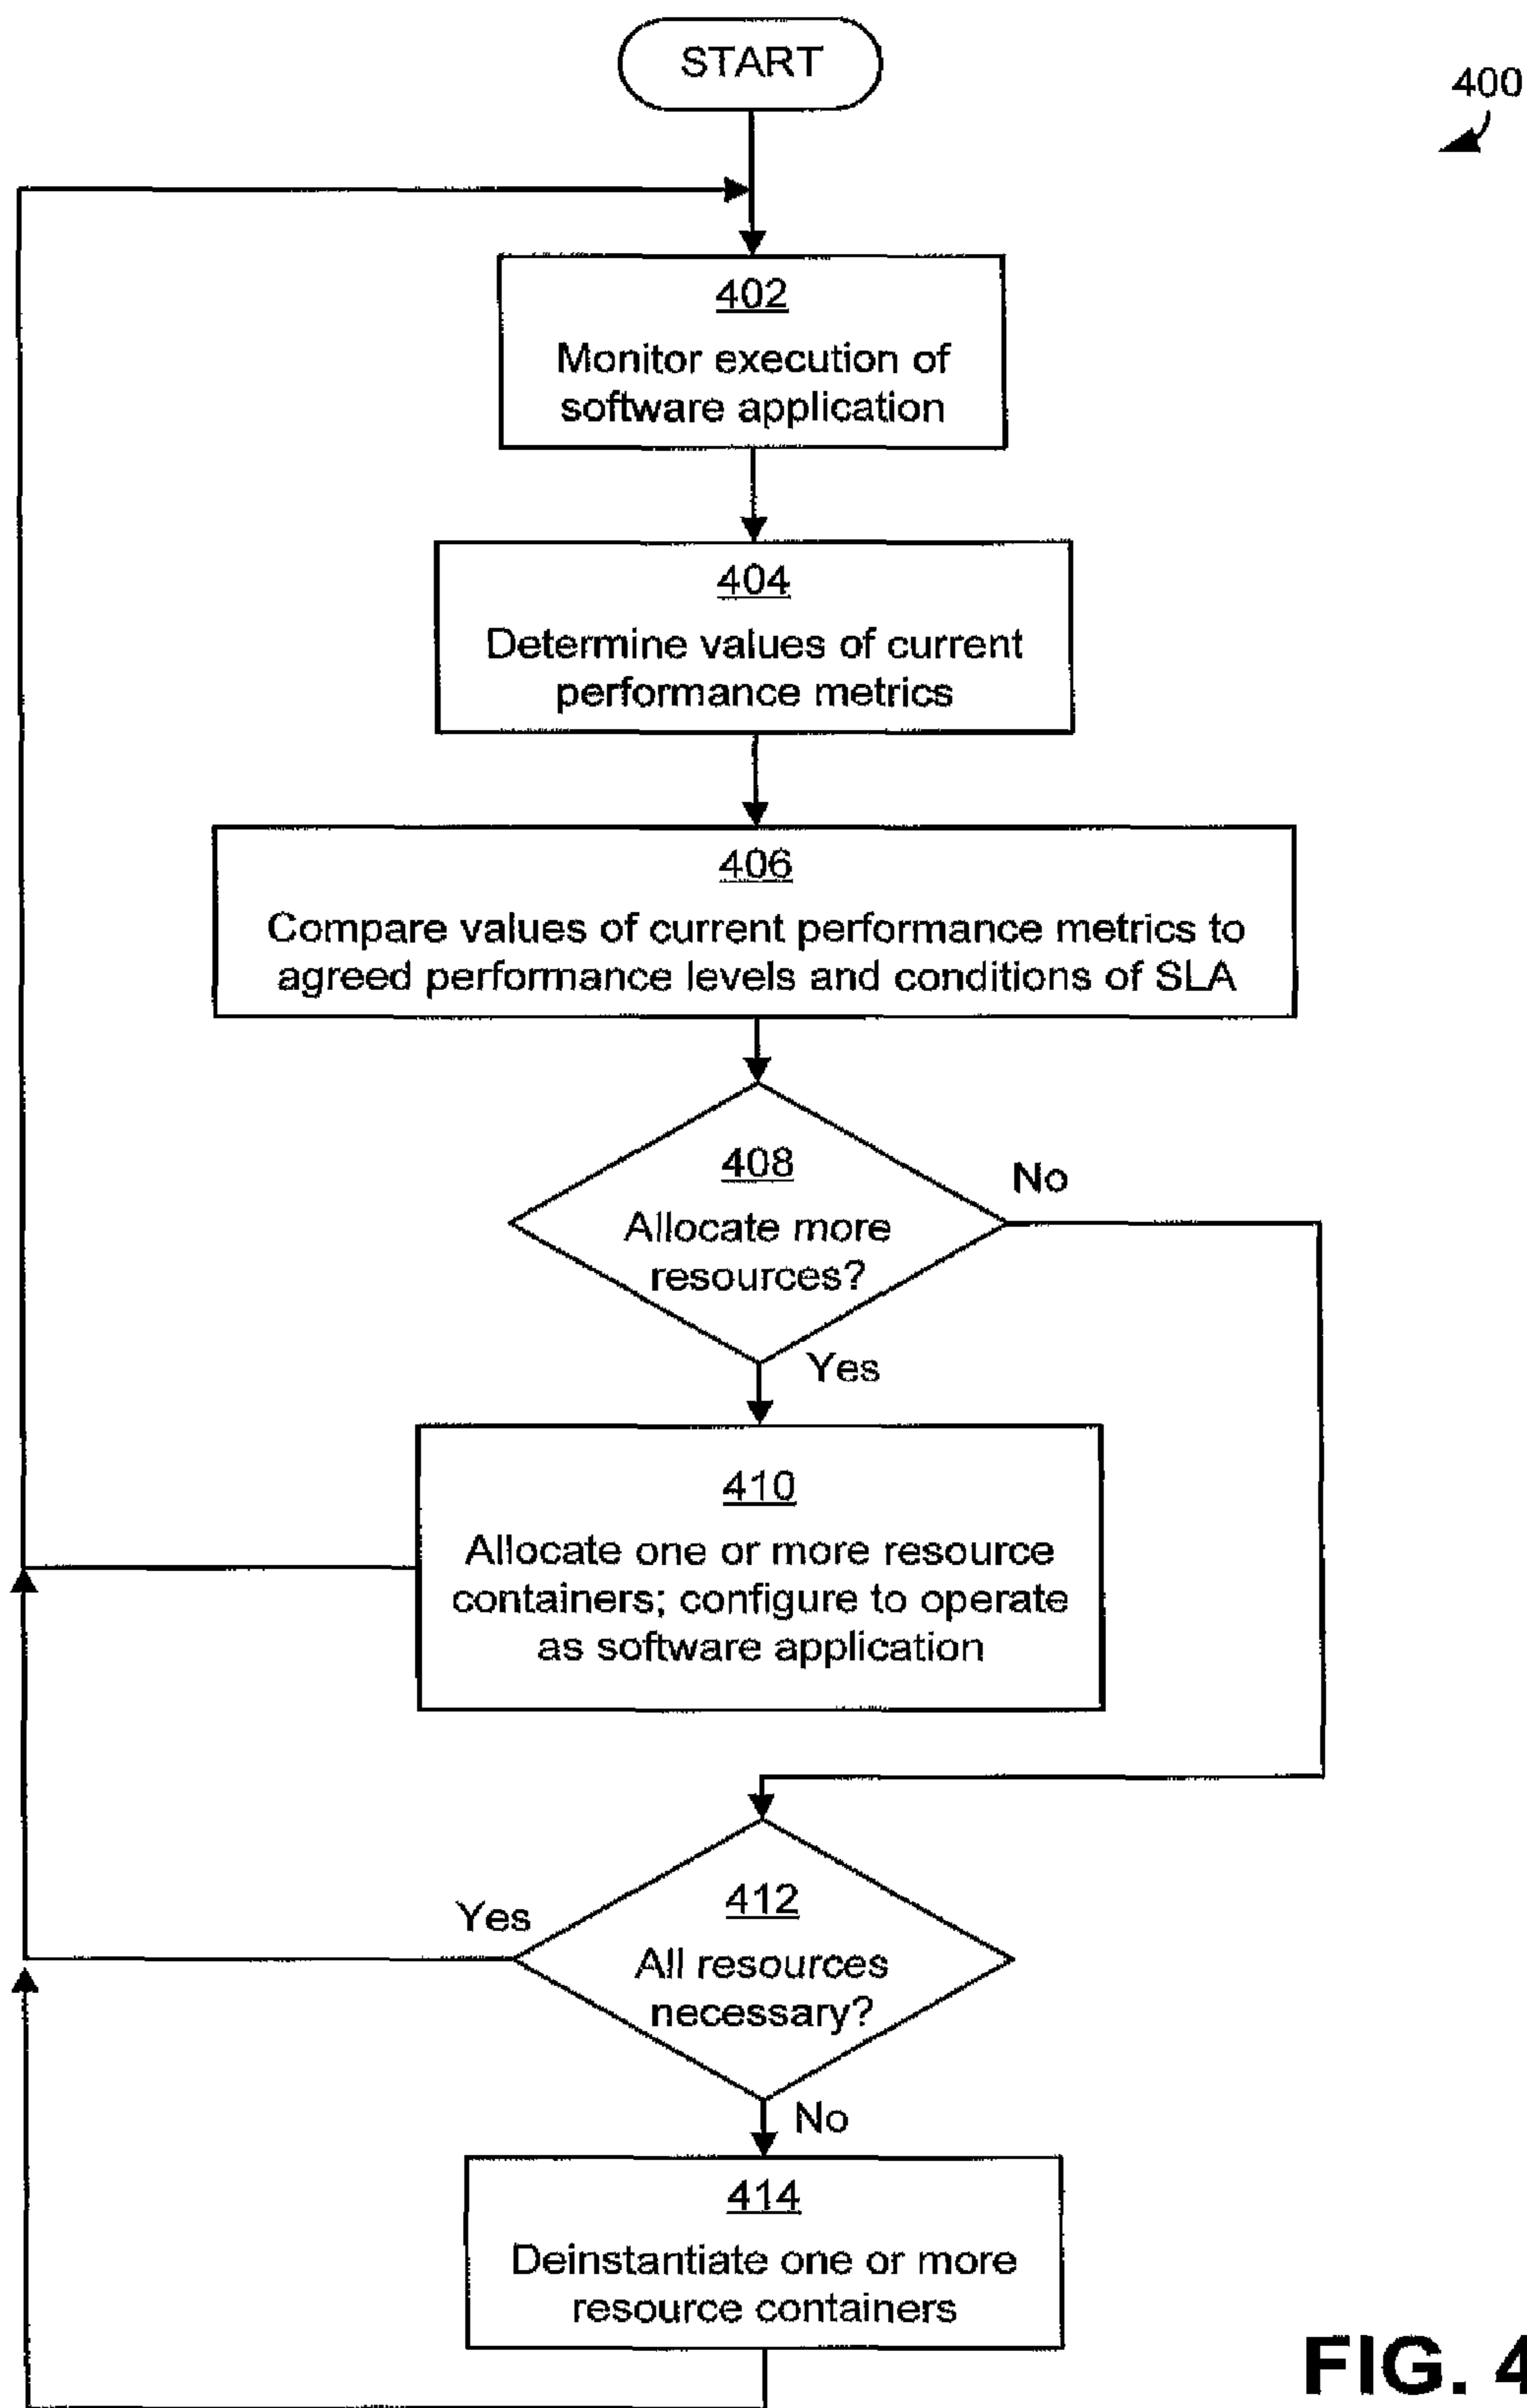 START
400
402
Monitor execution of
software application
404
Determine values of current
performance metrics
406
Compare values of current performance metrics to
agreed performance levels and conditions of SLA
408
Allocate more
resources?
No
Yes
410
Allocate one or more resource
containers; configure to operate
as software application
412
All resources
necessary?
Yes
No
414
Deinstantiate one or more
resource containers
FIG. 4